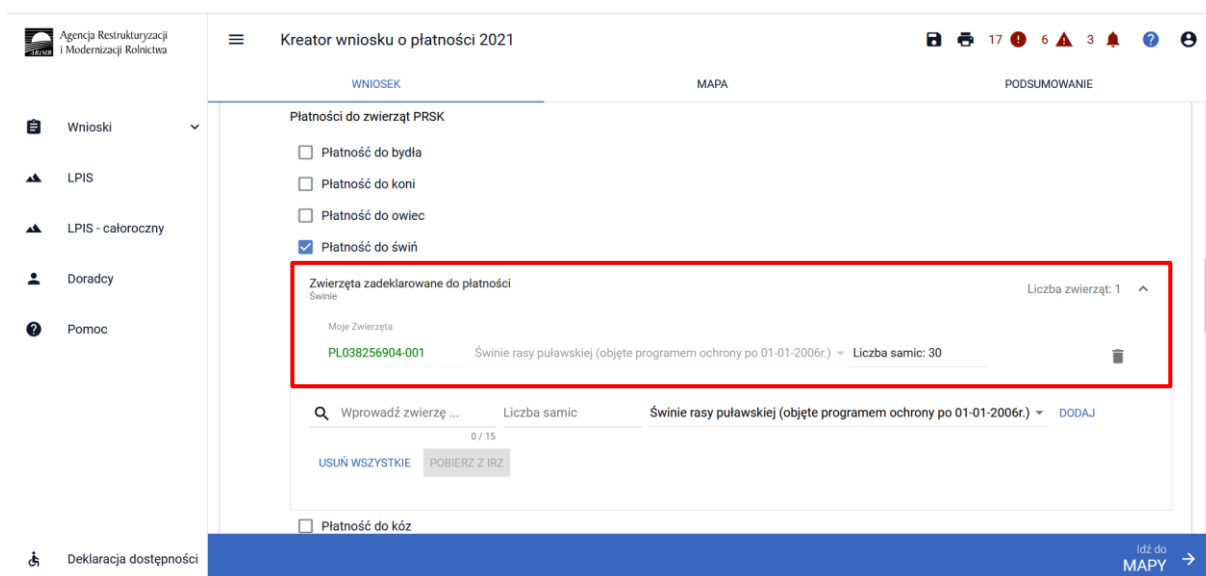 Agencja Restrukturyzacji
i Modernizacji Rolnictwa
ARiMR
Kreator wniosku o płatności 2021
17 6 3
WNIOSEK MAPA PODSUMOWANIE
Wnioski
LPIS
LPIS - całoroczny
Doradcy
Pomoc
Deklaracja dostępności
Płatności do zwierząt PRSK
Płatność do bydła
Płatność do koni
Płatność do owiec
Płatność do świń
Zwierzęta zadeklarowane do płatności
Świnie
Liczba zwierząt: 1
Moje Zwierzęta
PL038256904-001 Świnie rasy puławskiej (objęte programem ochrony po 01-01-2006r.) Liczba samic: 30
Wprowadź zwierzę ... Liczba samic Świnie rasy puławskiej (objęte programem ochrony po 01-01-2006r.) DODAJ
0 / 15
USUŃ WSZYSTKIE POBIERZ Z IRZ
Płatność do kóz
Idź do
MAPY